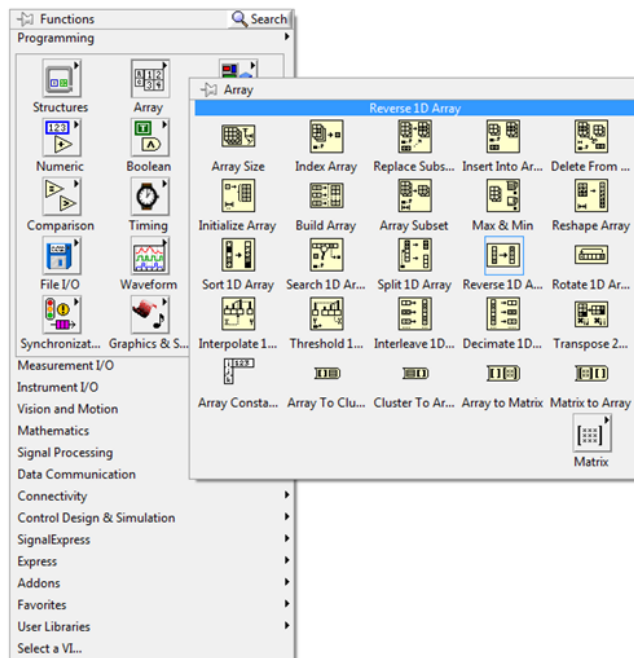 Functions
Search
Programming
Structures
Array
Numeric
Boolean
Comparison
Timing
File I/O
Waveform
Synchronizat...
Graphics & S...
Measurement I/O
Instrument I/O
Vision and Motion
Mathematics
Signal Processing
Data Communication
Connectivity
Control Design & Simulation
SignalExpress
Express
Addons
Favorites
User Libraries
Select a VI...
Array
Reverse 1D Array
Array Size
Index Array
Replace Subs...
Insert Into Ar...
Delete From ...
Initialize Array
Build Array
Array Subset
Max & Min
Reshape Array
Sort 1D Array
Search 1D Ar...
Split 1D Array
Reverse 1D A...
Rotate 1D Ar...
Interpolate 1...
Threshold 1...
Interleave 1D...
Decimate 1D...
Transpose 2...
Array Consta...
Array To Clu...
Cluster To Ar...
Array to Matrix
Matrix to Array
Matrix